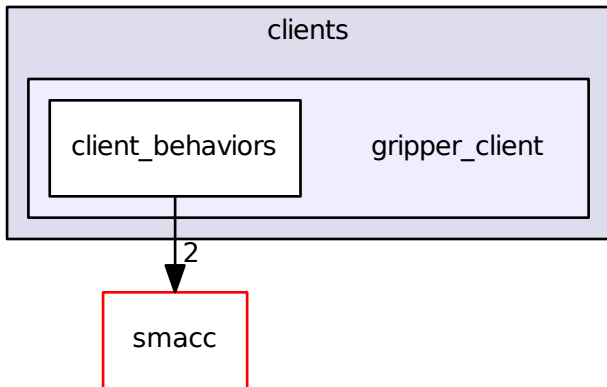 clients
client_behaviors
gripper_client
2
smacc